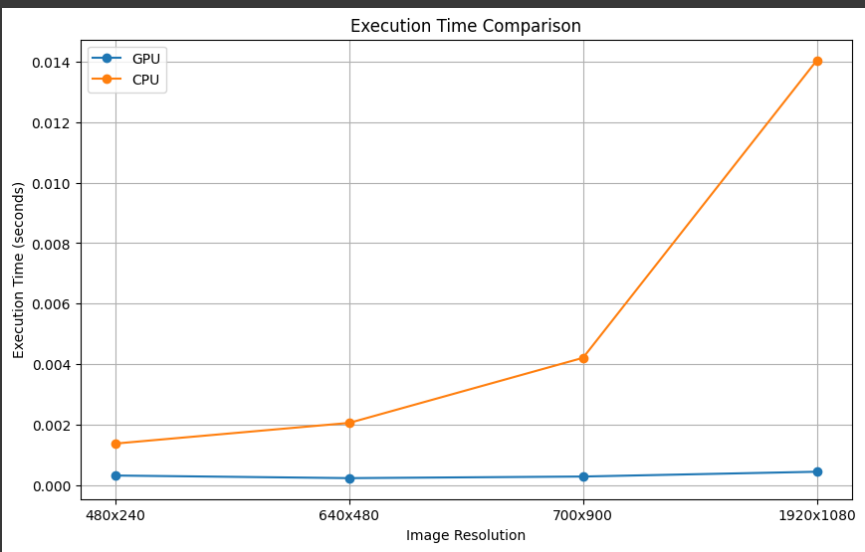 Execution Time Comparison
GPU
CPU
0.014
0.012
0.010
0.008
0.006
0.004
0.002
0.000
Execution Time (seconds)
480x240 640x480 700x900 1920x1080
Image Resolution